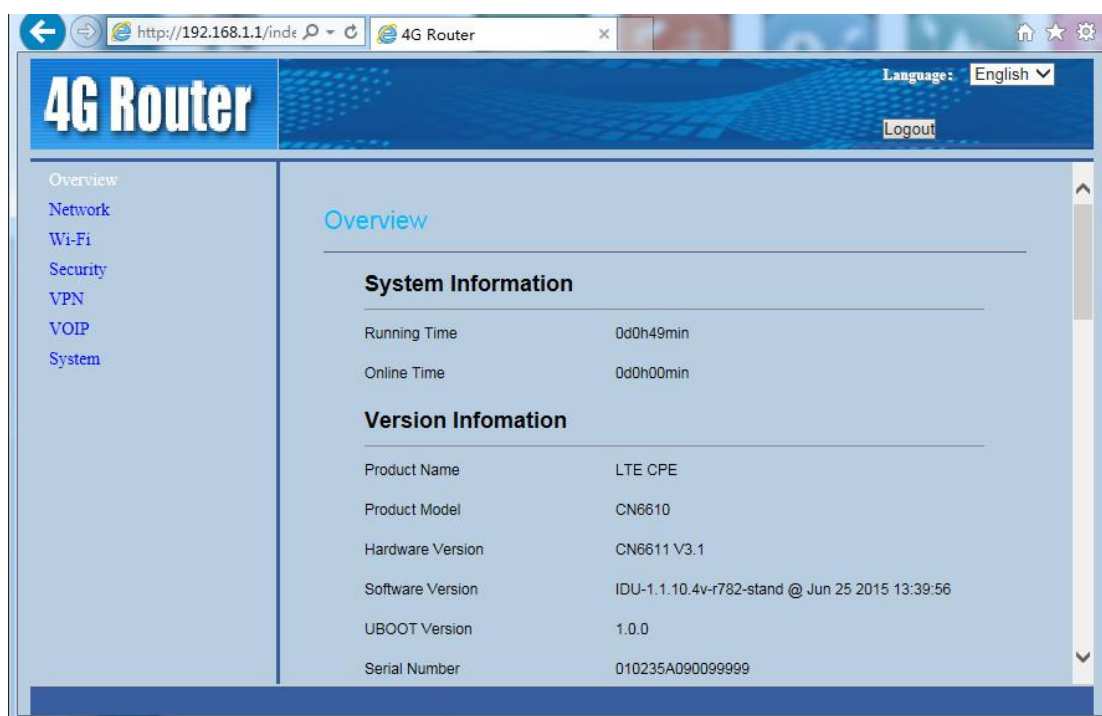 http://192.168.1.1/inde
4G Router
4G Router
Language: English
Logout
Overview
Network
Wi-Fi
Security
VPN
VOIP
System
Overview
System Information
Running Time 0d0h49min
Online Time 0d0h00min
Version Infomation
Product Name LTE CPE
Product Model CN6610
Hardware Version CN6611 V3.1
Software Version IDU-1.1.10.4v-r782-stand @ Jun 25 2015 13:39:56
UBOOT Version 1.0.0
Serial Number 010235A090099999